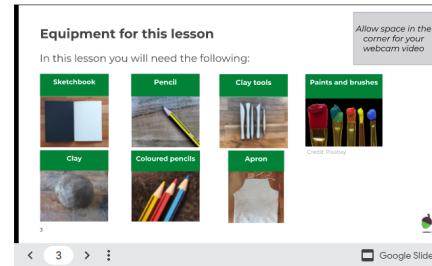 Equipment for this lesson
Allow space in the
corner for your
webcam video
In this lesson you will need the following:
Sketchbook
Pencil
Clay tools
Paints and brushes
Credit: Pixabay
Clay
Coloured pencils
Apron
3
3
Google Slide